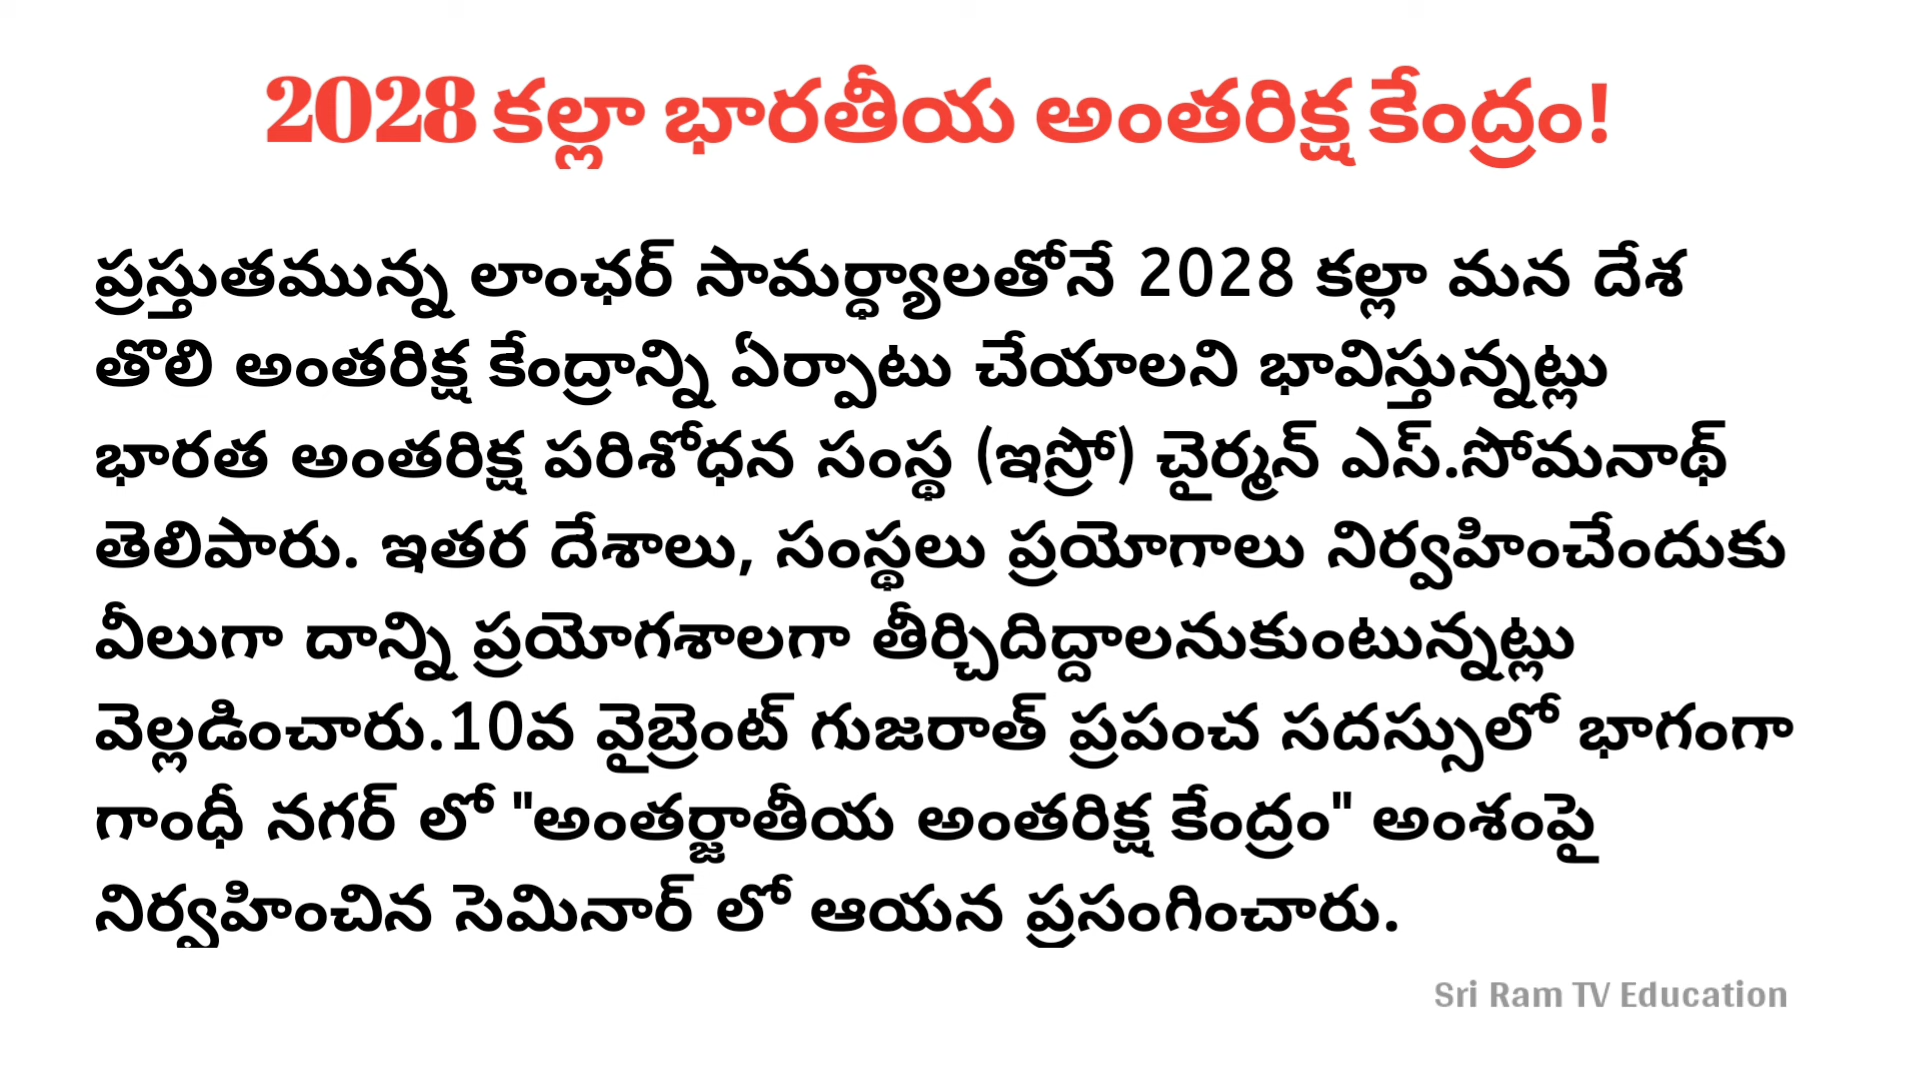 2028 కల్లా భారతీయ అంతరిక్ష కేంద్రం!
ప్రస్తుతమున్న లాంఛర్ సామర్థ్యాలతోనే 2028 కల్లా మన దేశ
తొలి అంతరిక్ష కేంద్రాన్ని ఏర్పాటు చేయాలని భావిస్తున్నట్లు
భారత అంతరిక్ష పరిశోధన సంస్థ (ఇస్రో) చైర్మన్ ఎస్.సోమనాథ్
తెలిపారు. ఇతర దేశాలు, సంస్థలు ప్రయోగాలు నిర్వహించేందుకు
వీలుగా దాన్ని ప్రయోగశాలగా తీర్చిదిద్దాలనుకుంటున్నట్లు
వెల్లడించారు.10వ వైబ్రెంట్ గుజరాత్ ప్రపంచ సదస్సులో భాగంగా
గాంధీ నగర్ లో "అంతర్జాతీయ అంతరిక్ష కేంద్రం" అంశంపై
నిర్వహించిన సెమినార్ లో ఆయన ప్రసంగించారు.
Sri Ram TV Education